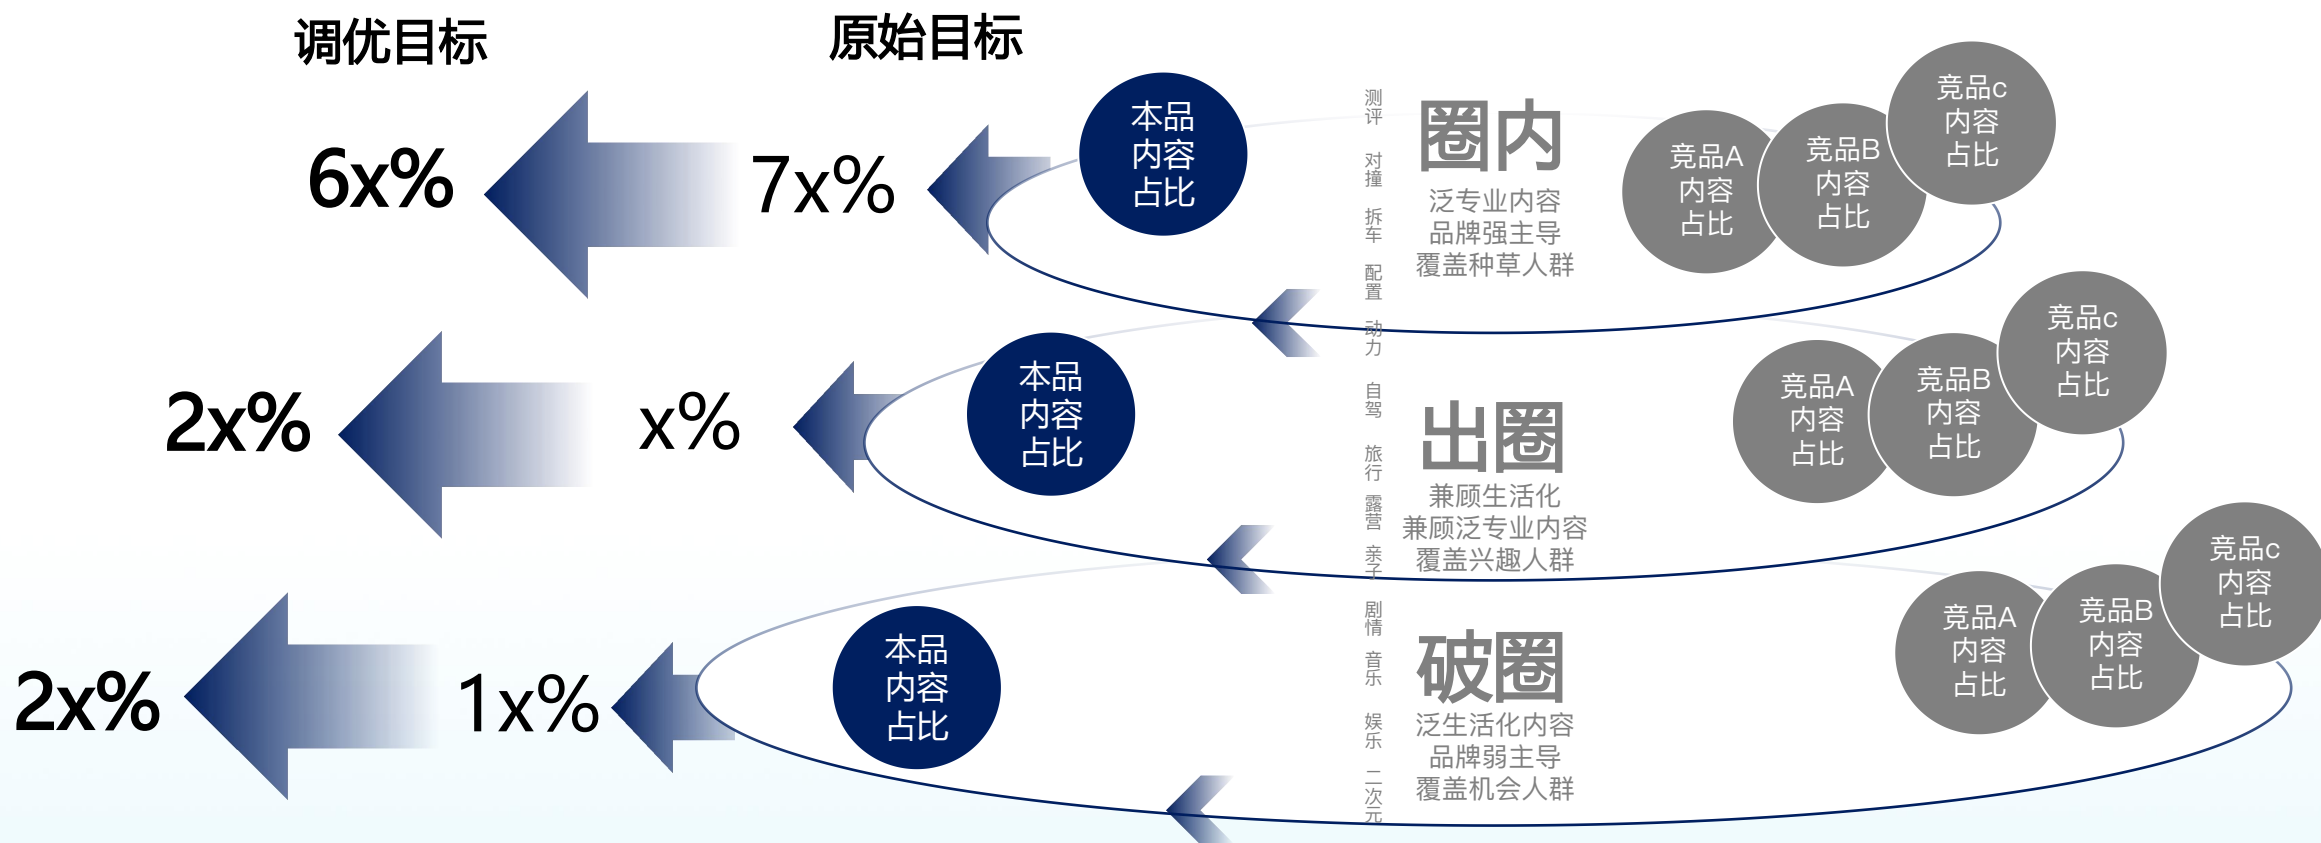 调优目标
原始目标
6x%
7x%
本品
内容
占比
测评
对撞
拆车
配置
动力
圈内
泛专业内容
品牌强主导
覆盖种草人群
竞品A
内容
占比
竞品B
内容
占比
竞品c
内容
占比
2x%
x%
本品
内容
占比
自驾
旅行
露营
亲子
出圈
兼顾生活化
兼顾泛专业内容
覆盖兴趣人群
竞品A
内容
占比
竞品B
内容
占比
竞品c
内容
占比
2x%
1x%
本品
内容
占比
剧情
音乐
娱乐
二次元
破圈
泛生活化内容
品牌弱主导
覆盖机会人群
竞品A
内容
占比
竞品B
内容
占比
竞品c
内容
占比